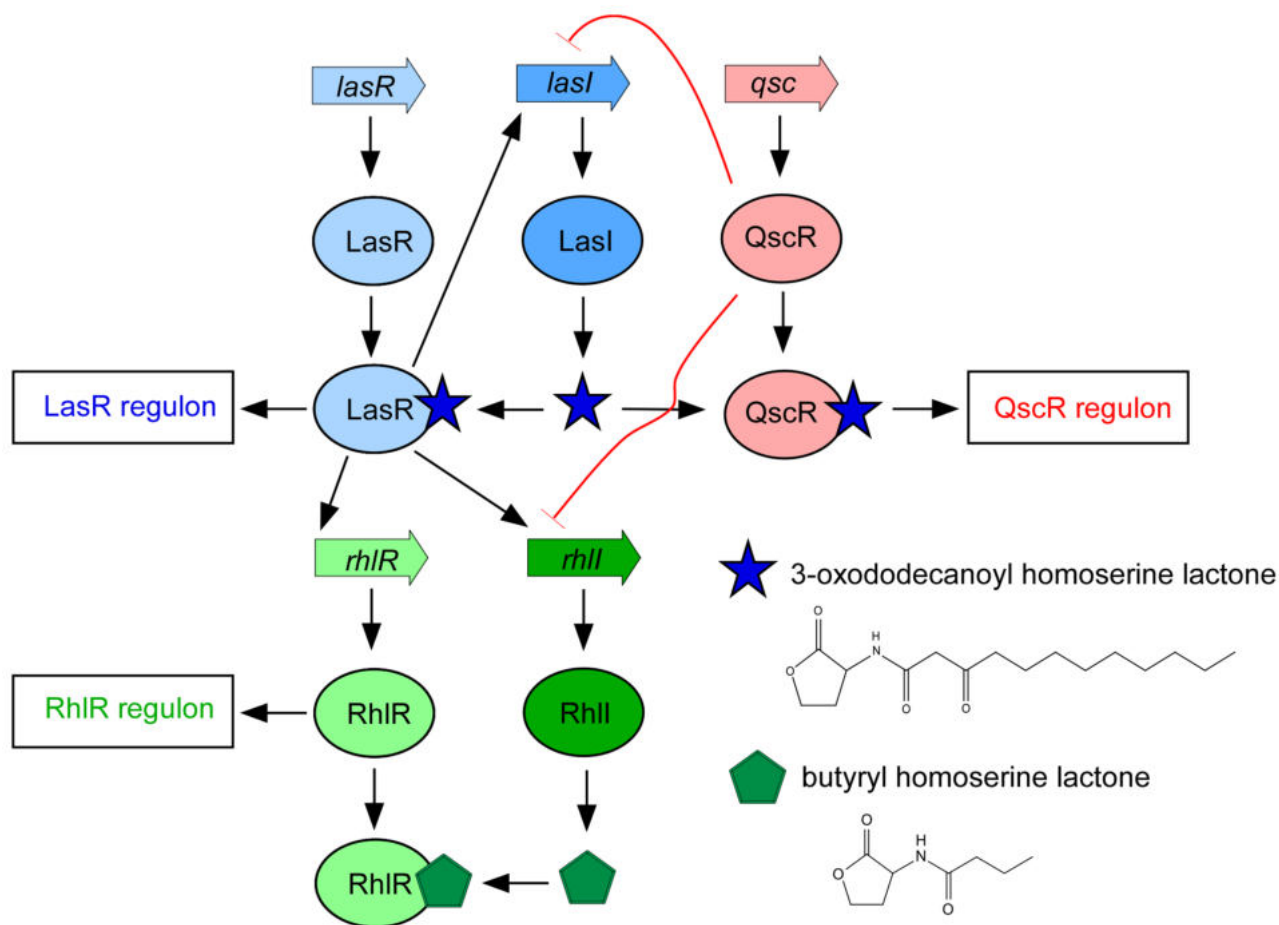 lasR
lasI
qsc
LasR
LasI
QscR
LasR regulon
LasR
QscR
QscR regulon
rhlR
rhlI
3-oxododecanoyl homoserine lactone
O
H
N
O
O
O
RhlR regulon
RhlR
RhlI
butyryl homoserine lactone
O
H
N
O
O
RhlR